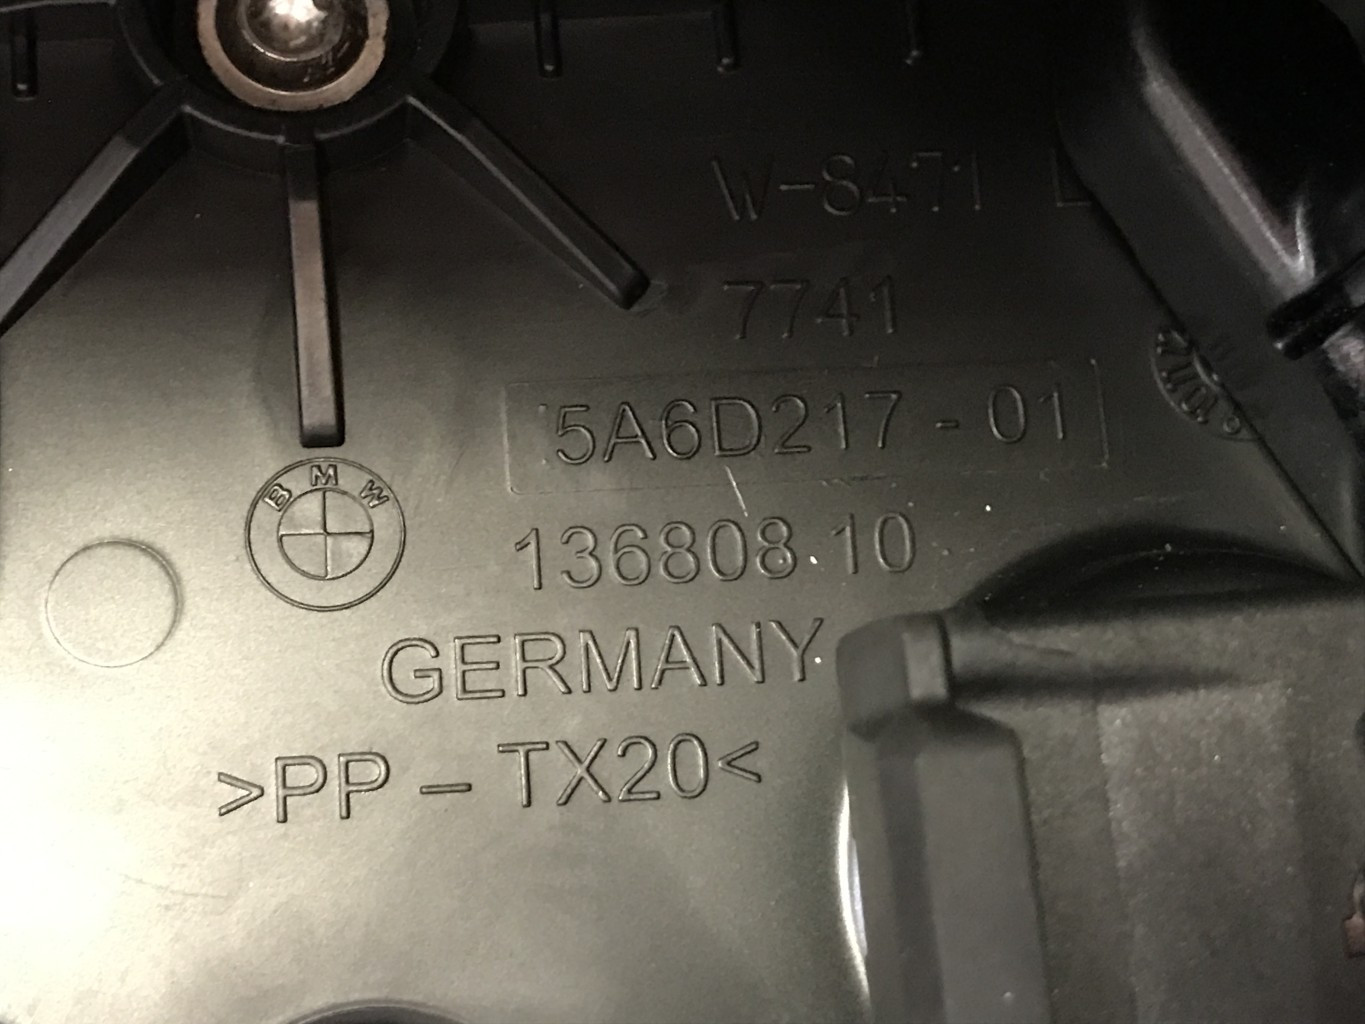 W-8471 L
7741
5A6D217-01
BMW
136808.10
GERMANY
>PP-TX20<